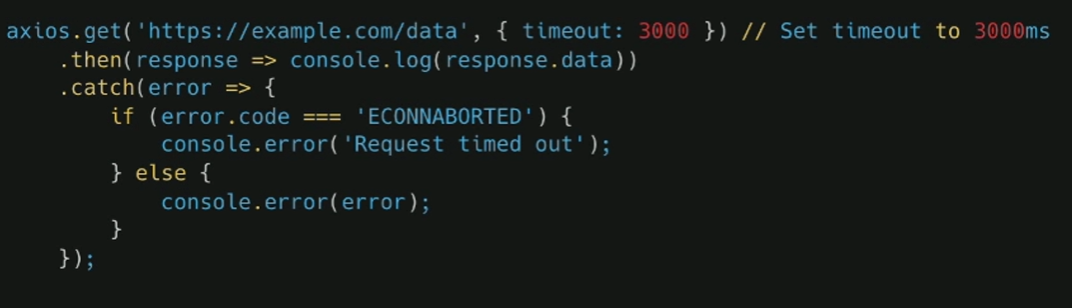 axios.get('https://example.com/data', { timeout: 3000 }) // Set timeout to 3000ms
.then(response => console.log(response.data))
.catch(error => {
if (error.code === 'ECONNABORTED') {
console.error('Request timed out');
} else {
console.error(error);
}
});